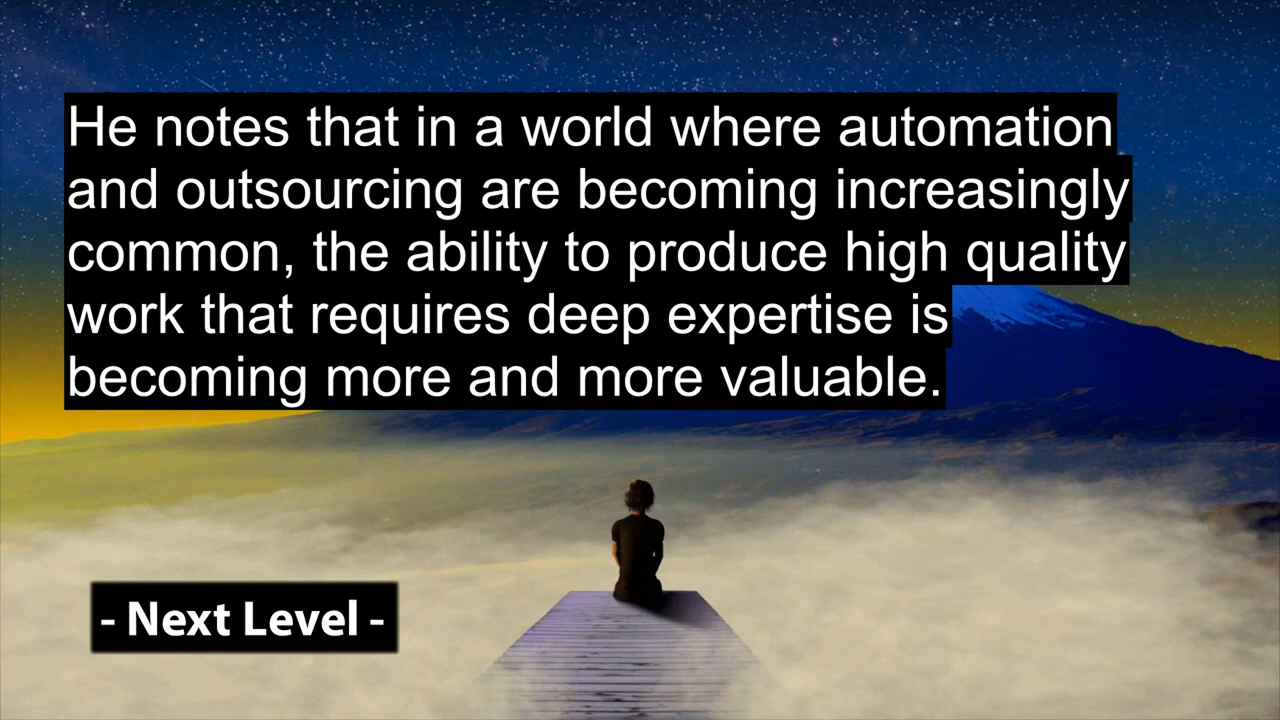 He notes that in a world where automation
and outsourcing are becoming increasingly
common, the ability to produce high quality
work that requires deep expertise is
becoming more and more valuable.
- Next Level -